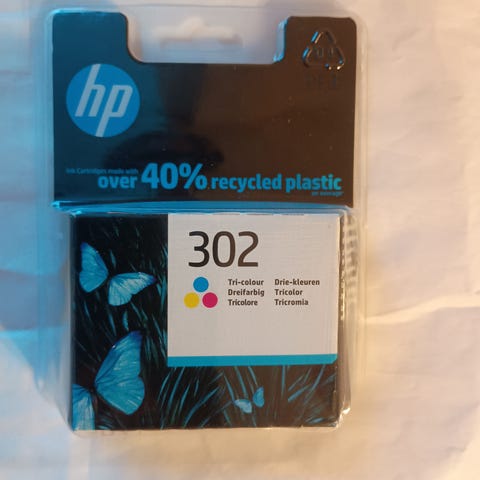 hp
Ink Cartridges made with
over 40% recycled plastic
on average*
302
Tri-colour Drie-kleuren
Dreifarbig Tricolor
Tricolore Tricromia